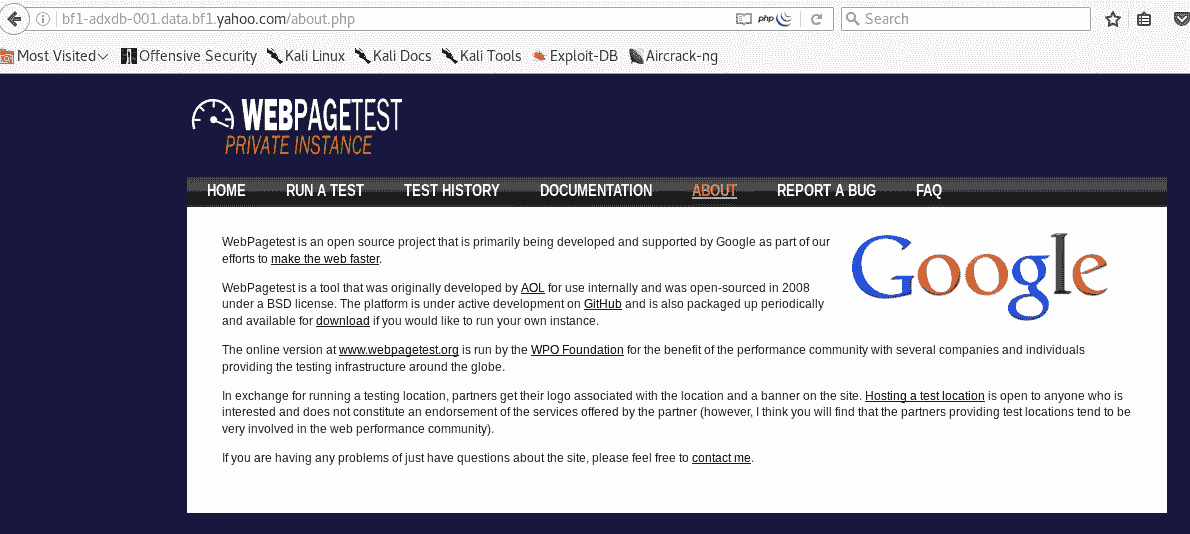 bf1-adxdb-001.data.bf1.yahoo.com/about.php
php
Search
Most Visited
Offensive Security
Kali Linux
Kali Docs
Kali Tools
Exploit-DB
Aircrack-ng
WEBPAGETEST
PRIVATE INSTANCE
HOME
RUN A TEST
TEST HISTORY
DOCUMENTATION
ABOUT
REPORT A BUG
FAQ
WebPagetest is an open source project that is primarily being developed and supported by Google as part of our
efforts to make the web faster.
Google
WebPagetest is a tool that was originally developed by AOL for use internally and was open-sourced in 2008
under a BSD license. The platform is under active development on GitHub and is also packaged up periodically
and available for download if you would like to run your own instance.
The online version at www.webpagetest.org is run by the WPO Foundation for the benefit of the performance community with several companies and individuals
providing the testing infrastructure around the globe.
In exchange for running a testing location, partners get their logo associated with the location and a banner on the site. Hosting a test location is open to anyone who is
interested and does not constitute an endorsement of the services offered by the partner (however, I think you will find that the partners providing test locations tend to be
very involved in the web performance community).
If you are having any problems of just have questions about the site, please feel free to contact me.